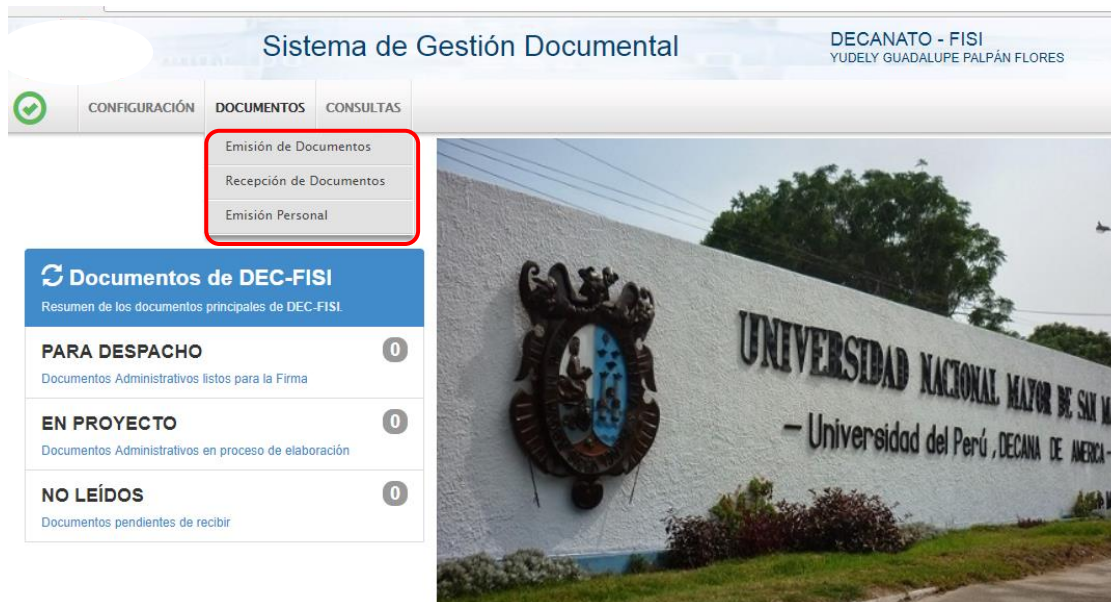 Sistema de Gestión Documental
DECANATO - FISI
YUDELY GUADALUPE PALPÁN FLORES
CONFIGURACIÓN
DOCUMENTOS
CONSULTAS
Emisión de Documentos
Recepción de Documentos
Emisión Personal
Documentos de DEC-FISI
Resumen de los documentos principales de DEC-FISI.
PARA DESPACHO
0
Documentos Administrativos listos para la Firma
EN PROYECTO
0
Documentos Administrativos en proceso de elaboración
NO LEÍDOS
0
Documentos pendientes de recibir
UNIVERSIDAD NACIONAL MAYOR DE SAN M
- Universidad del Perú, DECANA DE AMERICA -